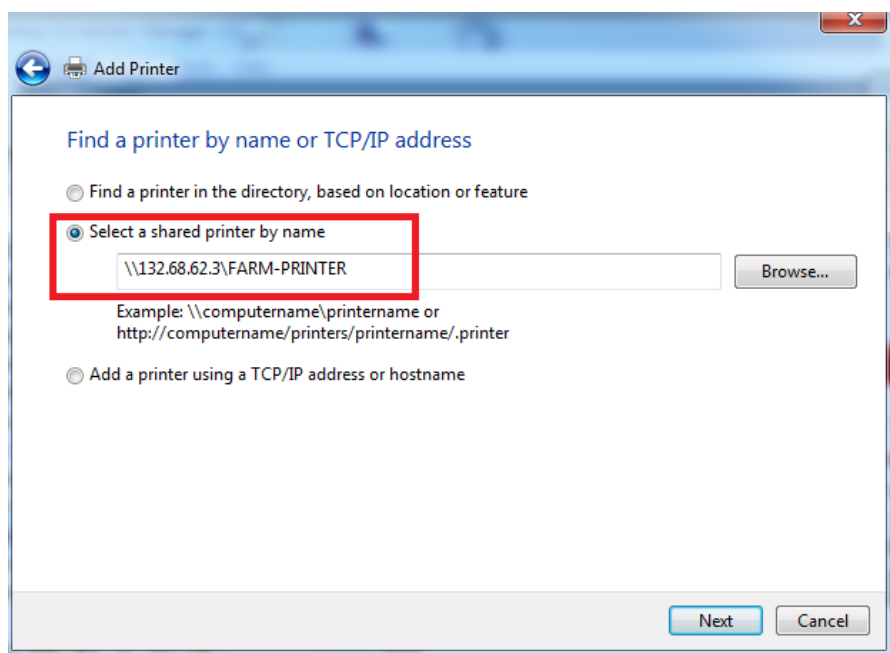 Add Printer
Find a printer by name or TCP/IP address
Find a printer in the directory, based on location or feature
Select a shared printer by name
\\132.68.62.3\FARM-PRINTER
Browse...
Example: \\computername\printername or
http://computername/printers/printername/.printer
Add a printer using a TCP/IP address or hostname
Next
Cancel